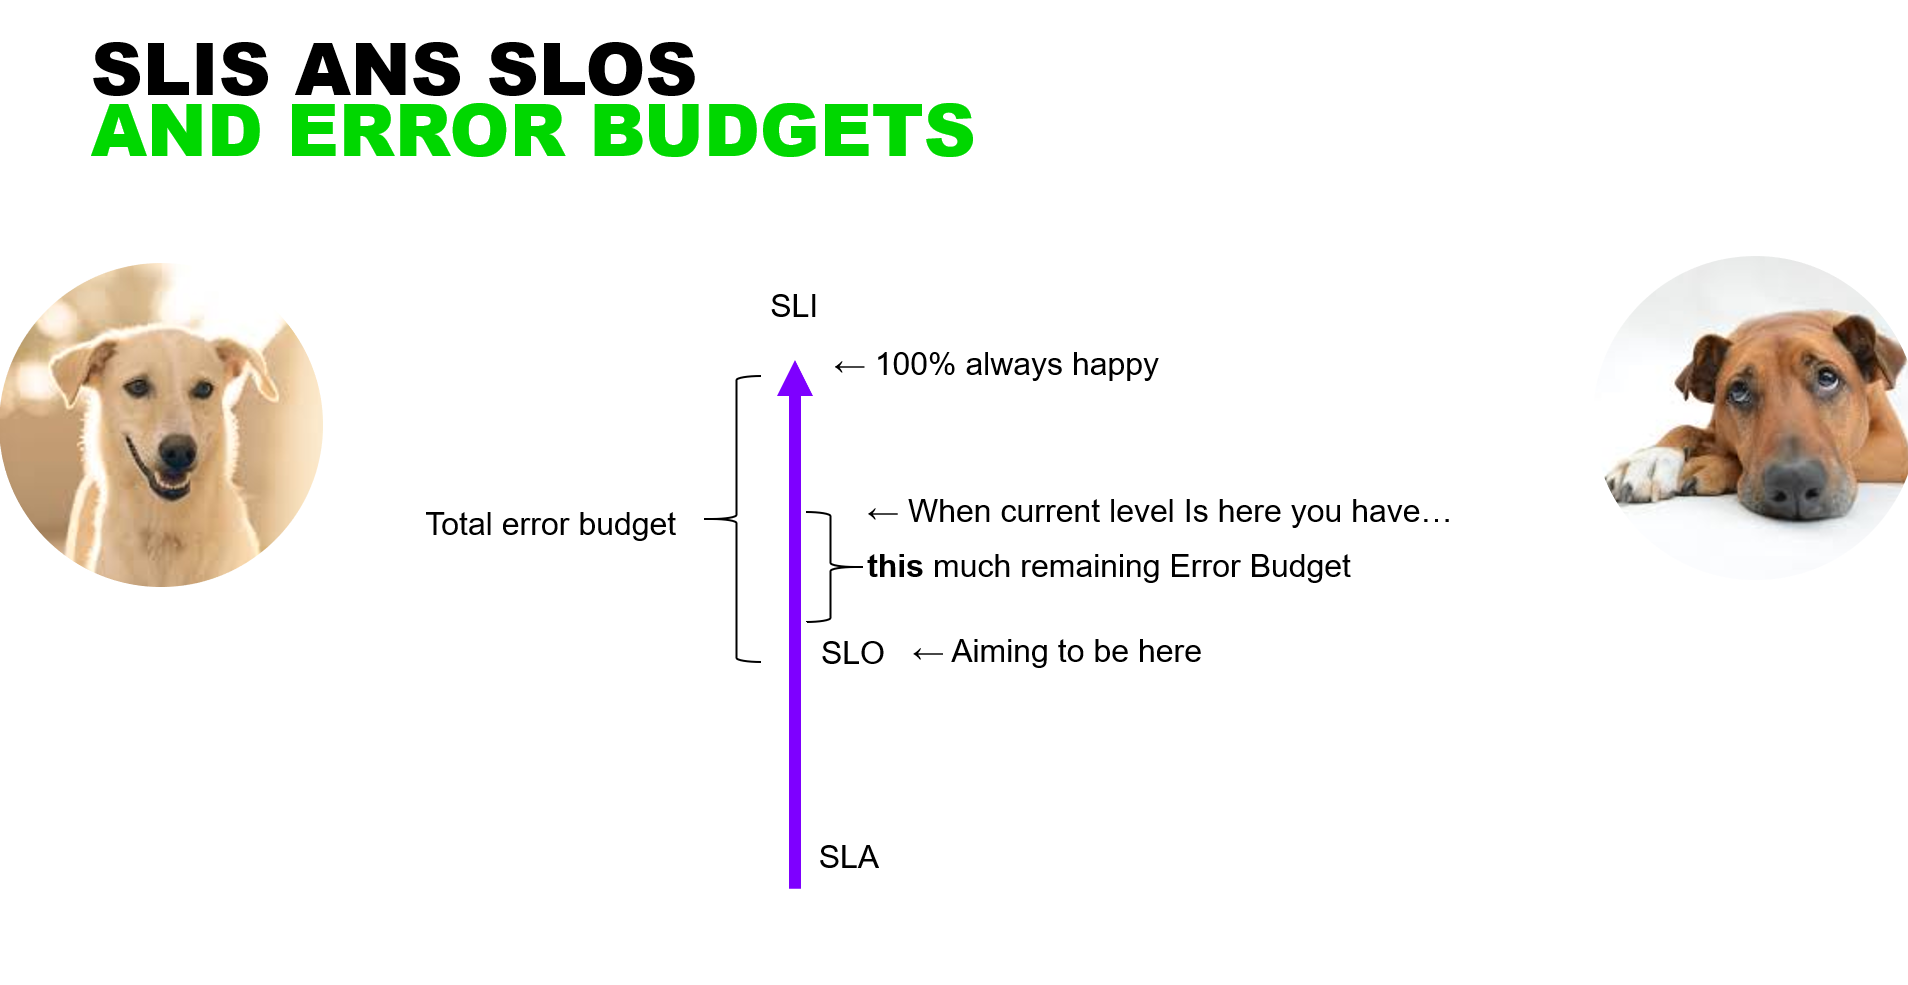 SLIS ANS SLOS
AND ERROR BUDGETS
SLI
← 100% always happy
← When current level Is here you have…
Total error budget
this much remaining Error Budget
SLO ← Aiming to be here
SLA